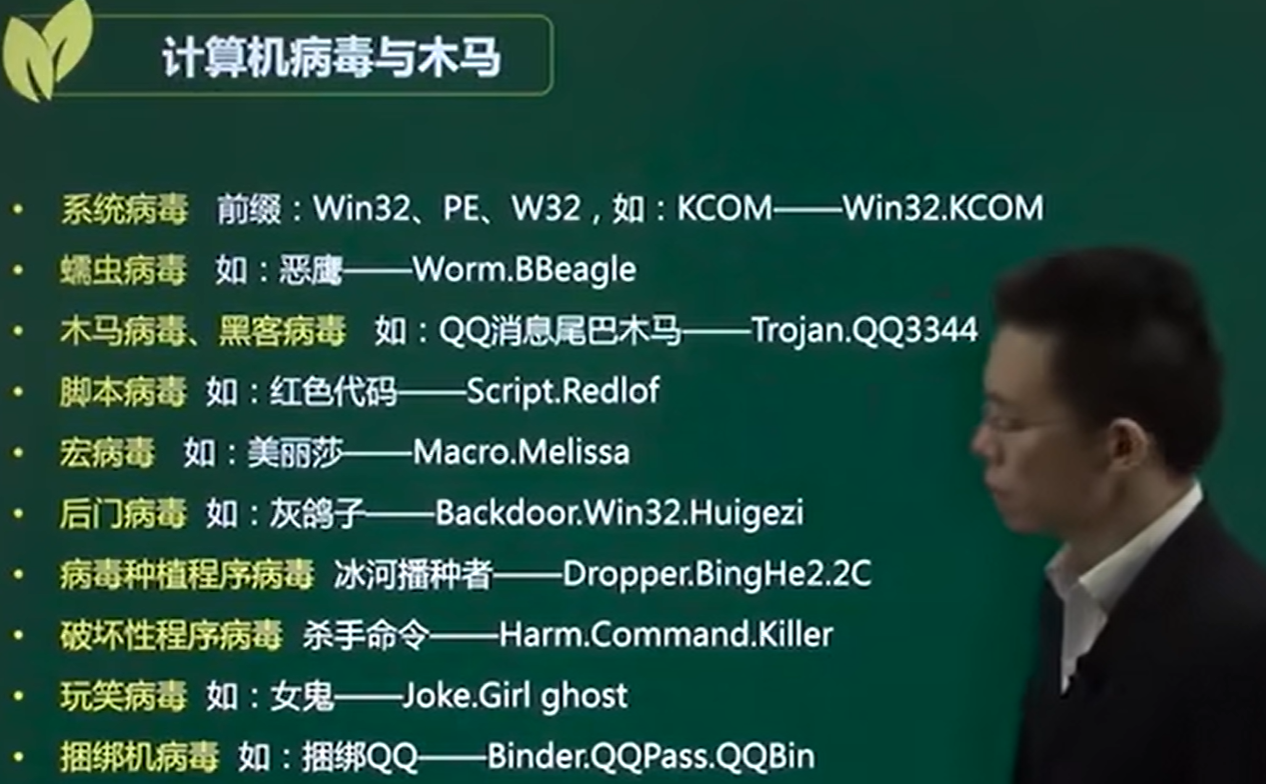 计算机病毒与木马
• 系统病毒 前缀：Win32、PE、W32，如：KCOM——Win32.KCOM
• 蠕虫病毒 如：恶鹰——Worm.BBeagle
• 木马病毒、黑客病毒 如：QQ消息尾巴木马——Trojan.QQ3344
• 脚本病毒 如：红色代码——Script.Redlof
• 宏病毒 如：美丽莎——Macro.Melissa
• 后门病毒 如：灰鸽子——Backdoor.Win32.Huigezi
• 病毒种植程序病毒 冰河播种者——Dropper.BingHe2.2C
• 破坏性程序病毒 杀手命令——Harm.Command.Killer
• 玩笑病毒 如：女鬼——Joke.Girl ghost
• 捆绑机病毒 如：捆绑QQ——Binder.QQPass.QQBin